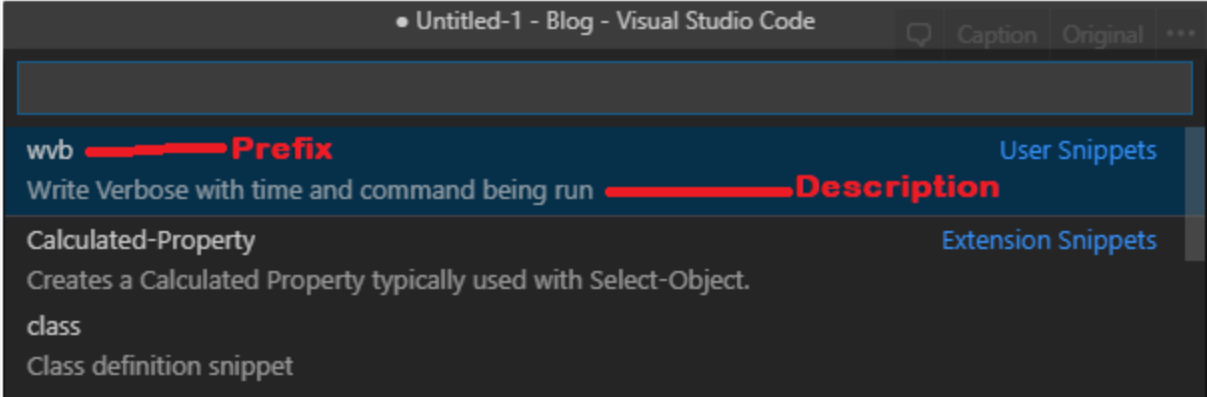 ● Untitled-1 - Blog - Visual Studio Code
Caption Original ...
wvb Prefix User Snippets
Write Verbose with time and command being run Description
Calculated-Property Extension Snippets
Creates a Calculated Property typically used with Select-Object.
class
Class definition snippet